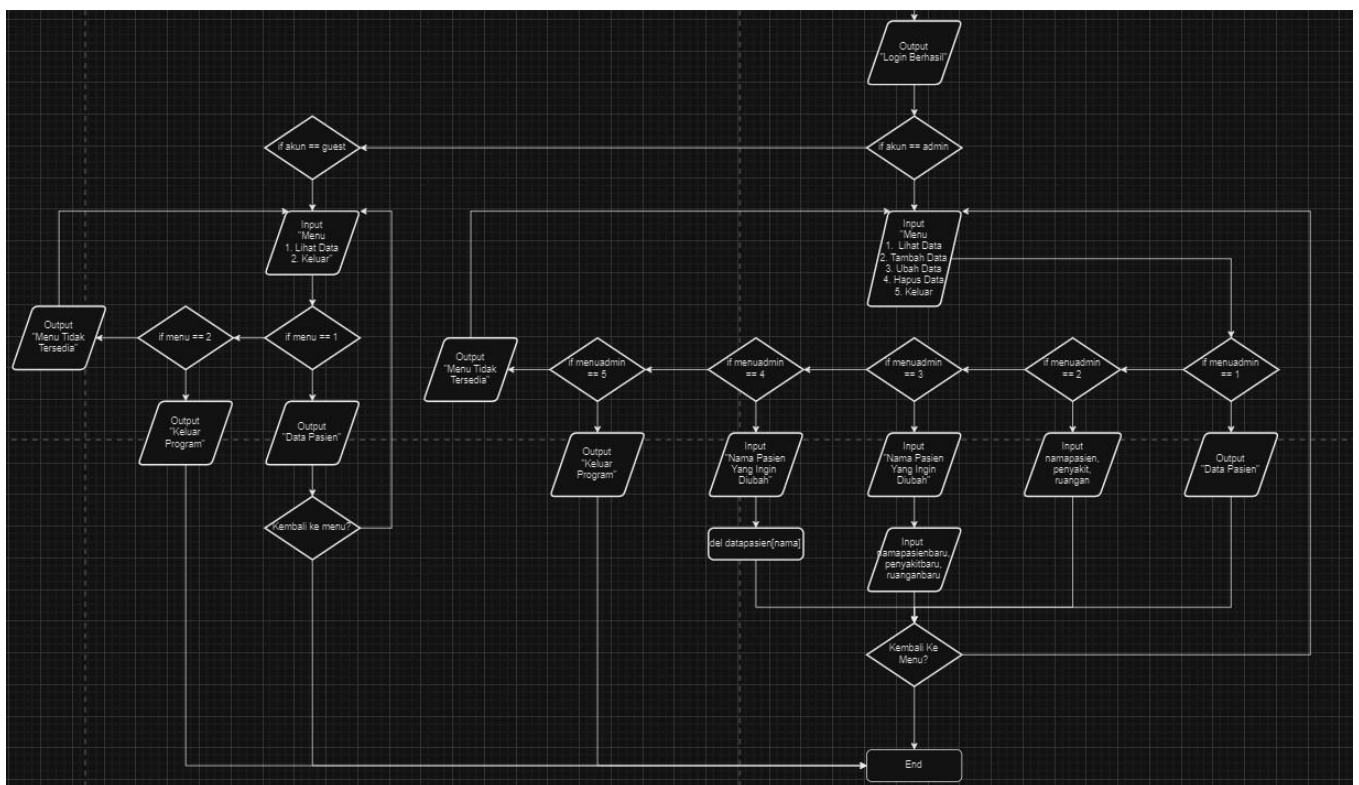 Output
"Login Berhasil"
if akun == guest
if akun == admin
Input
"Menu
1. Lihat Data
2. Keluar"
Input
"Menu
1. Lihat Data
2. Tambah Data
3. Ubah Data
4. Hapus Data
5. Keluar
Output
"Menu Tidak
Tersedia"
if menu == 2
if menu == 1
Output
"Menu Tidak
Tersedia"
if menuadmin
== 5
if menuadmin
== 4
if menuadmin
== 3
if menuadmin
== 2
if menuadmin
== 1
Output
"Keluar
Program"
Output
"Data Pasien"
Output
"Keluar
Program"
Input
"Nama Pasien
Yang Ingin
Diubah"
Input
"Nama Pasien
Yang Ingin
Diubah"
Input
namapasien,
penyakit,
ruangan
Output
"Data Pasien"
Kembali ke menu?
del datapasien[nama]
Input
namapasienbaru,
penyakitbaru,
ruanganbaru
Kembali Ke
Menu?
End